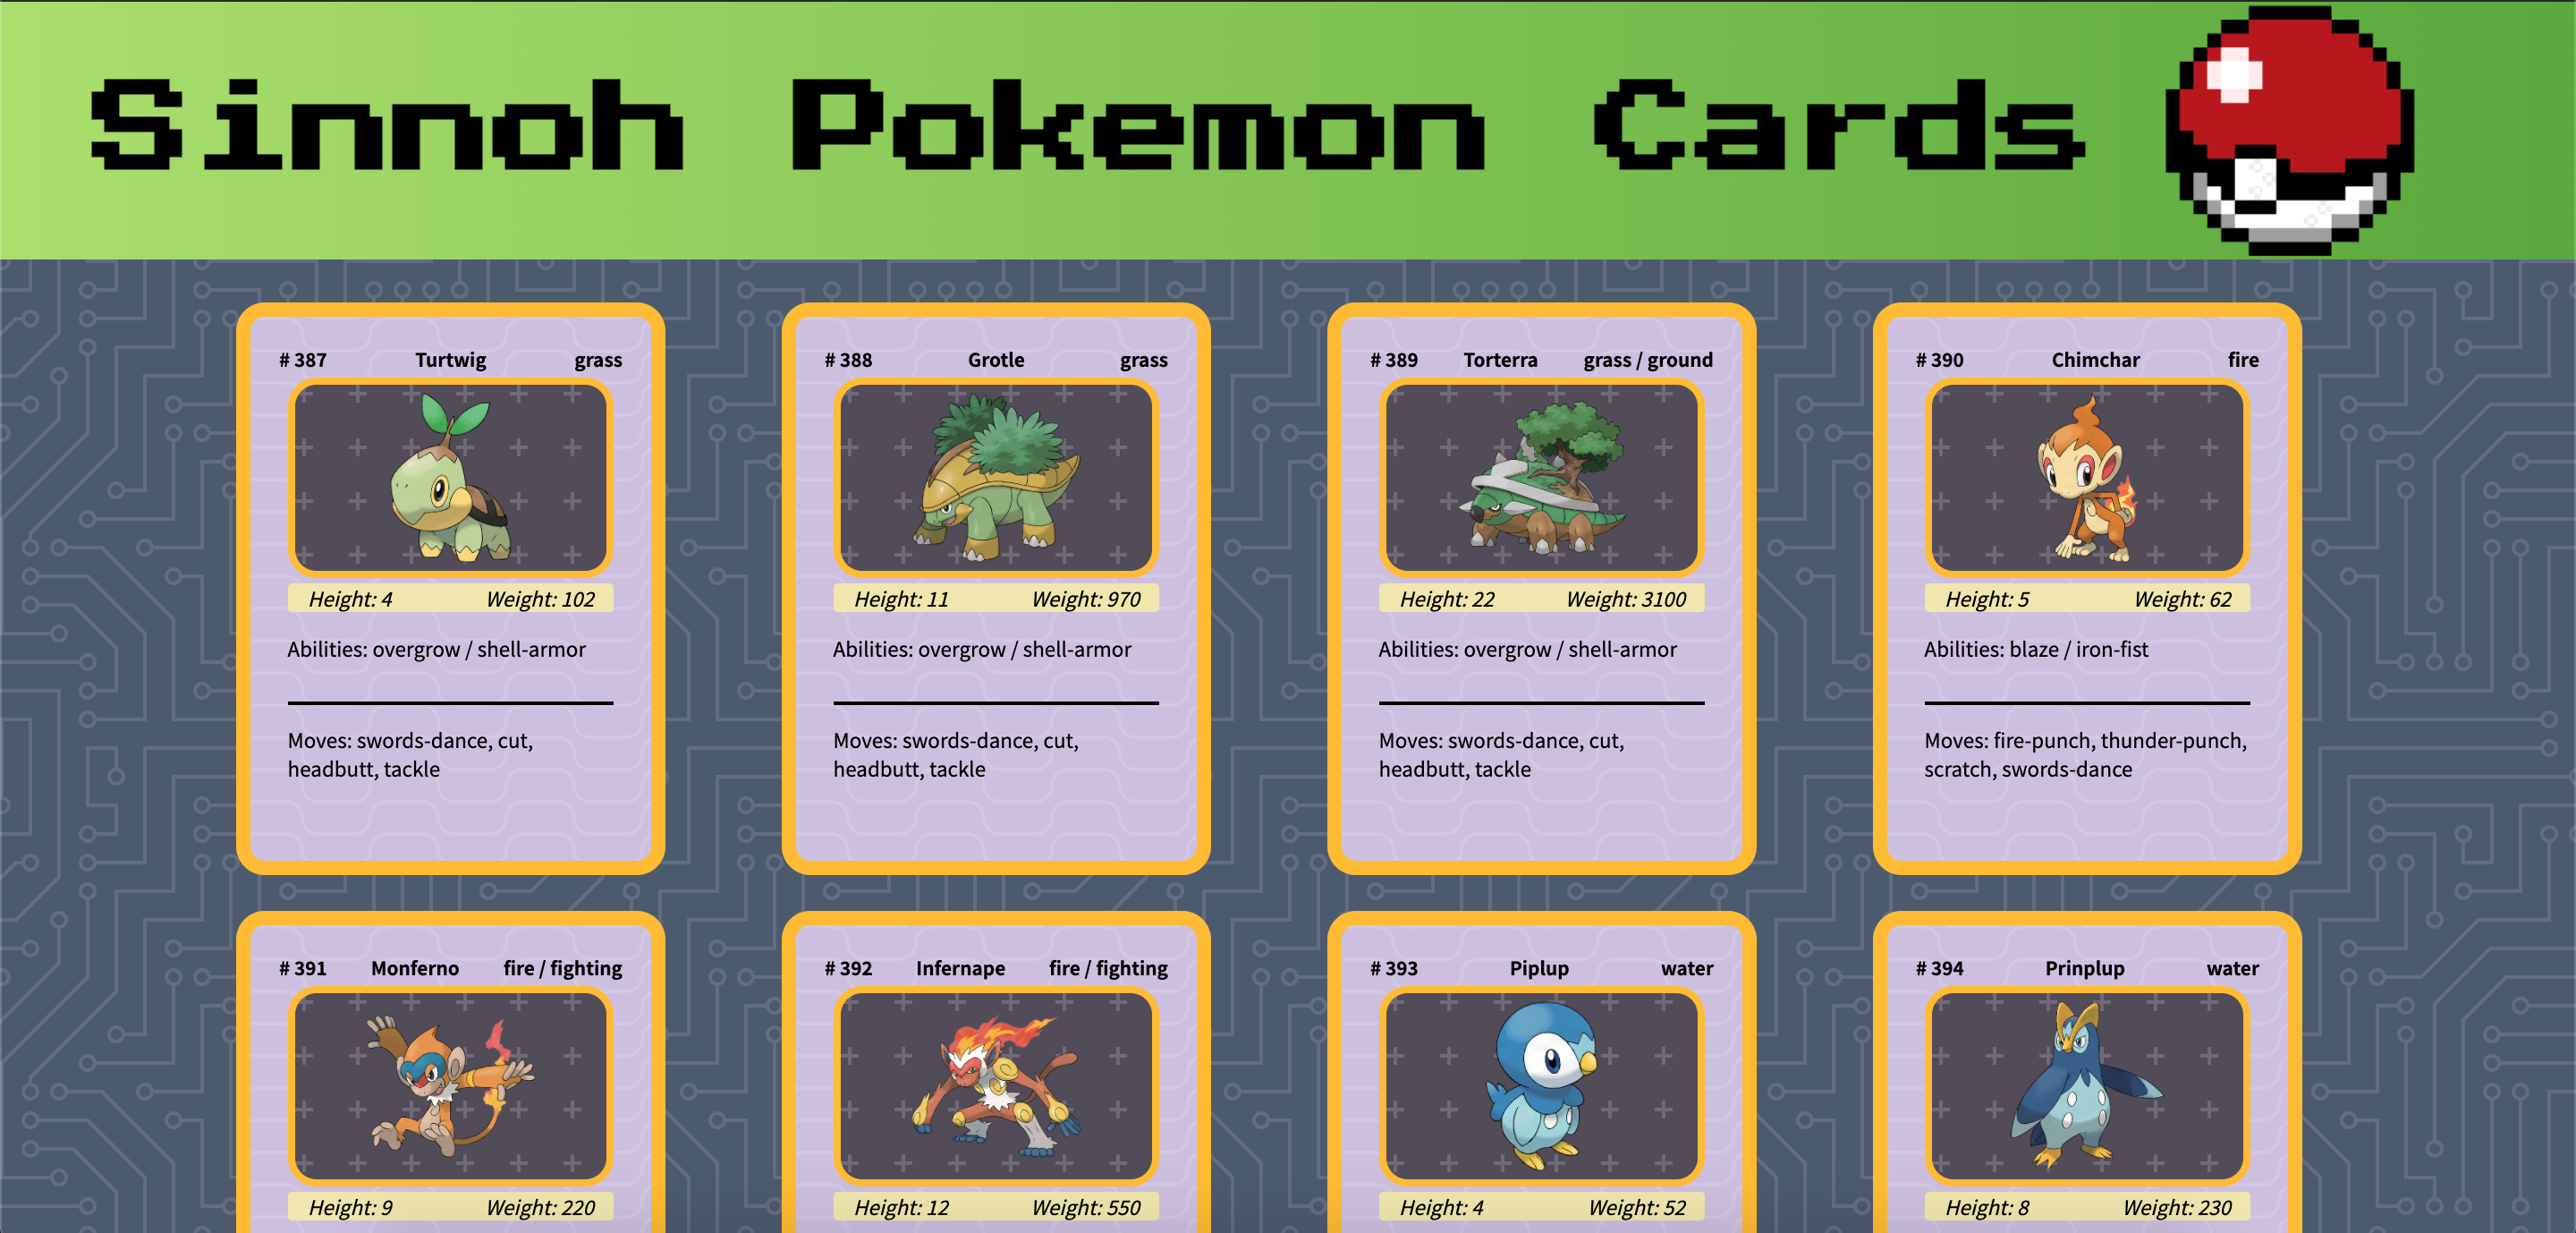 Sinnoh Pokemon Cards
# 387 Turtwig grass
Height: 4 Weight: 102
Abilities: overgrow / shell-armor
Moves: swords-dance, cut,
headbutt, tackle
# 388 Grotle grass
Height: 11 Weight: 970
Abilities: overgrow / shell-armor
Moves: swords-dance, cut,
headbutt, tackle
# 389 Torterra grass / ground
Height: 22 Weight: 3100
Abilities: overgrow / shell-armor
Moves: swords-dance, cut,
headbutt, tackle
# 390 Chimchar fire
Height: 5 Weight: 62
Abilities: blaze / iron-fist
Moves: fire-punch, thunder-punch,
scratch, swords-dance
# 391 Monferno fire / fighting
Height: 9 Weight: 220
# 392 Infernape fire / fighting
Height: 12 Weight: 550
# 393 Piplup water
Height: 4 Weight: 52
# 394 Prinplup water
Height: 8 Weight: 230